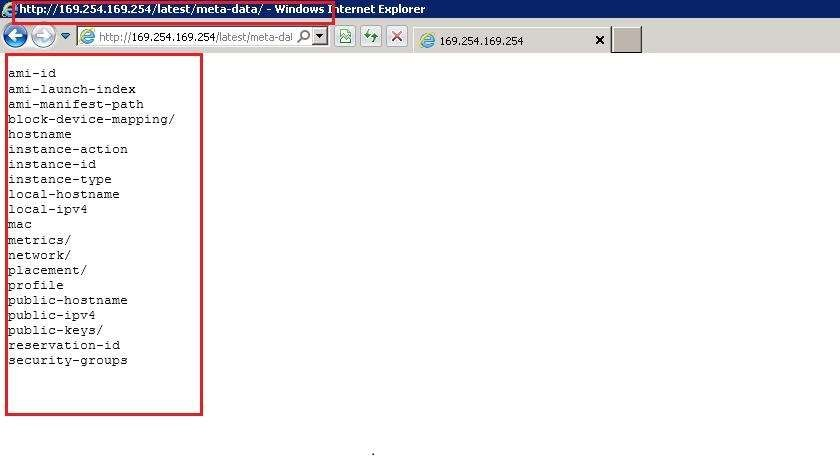 http://169.254.169.254/latest/meta-data/ - Windows Internet Explorer
http://169.254.169.254/latest/meta-dal
169.254.169.254
ami-id
ami-launch-index
ami-manifest-path
block-device-mapping/
hostname
instance-action
instance-id
instance-type
local-hostname
local-ipv4
mac
metrics/
network/
placement/
profile
public-hostname
public-ipv4
public-keys/
reservation-id
security-groups